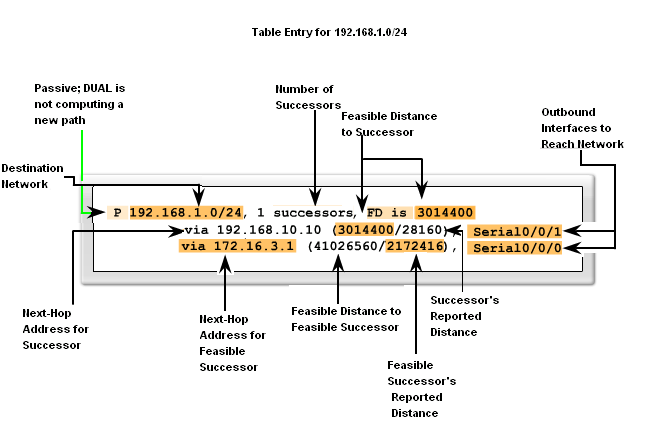 Table Entry for 192.168.1.0/24
Passive; DUAL is
not computing a
new path
Number of
Successors
Feasible Distance
to Successor
Outbound
Interfaces to
Reach Network
Destination
Network
P 192.168.1.0/24, 1 successors, FD is 3014400
via 192.168.10.10 (3014400/28160), Serial0/0/1
via 172.16.3.1 (41026560/2172416), Serial0/0/0
Next-Hop
Address for
Successor
Next-Hop
Address for
Feasible
Successor
Feasible Distance to
Feasible Successor
Successor's
Reported
Distance
Feasible
Successor's
Reported
Distance